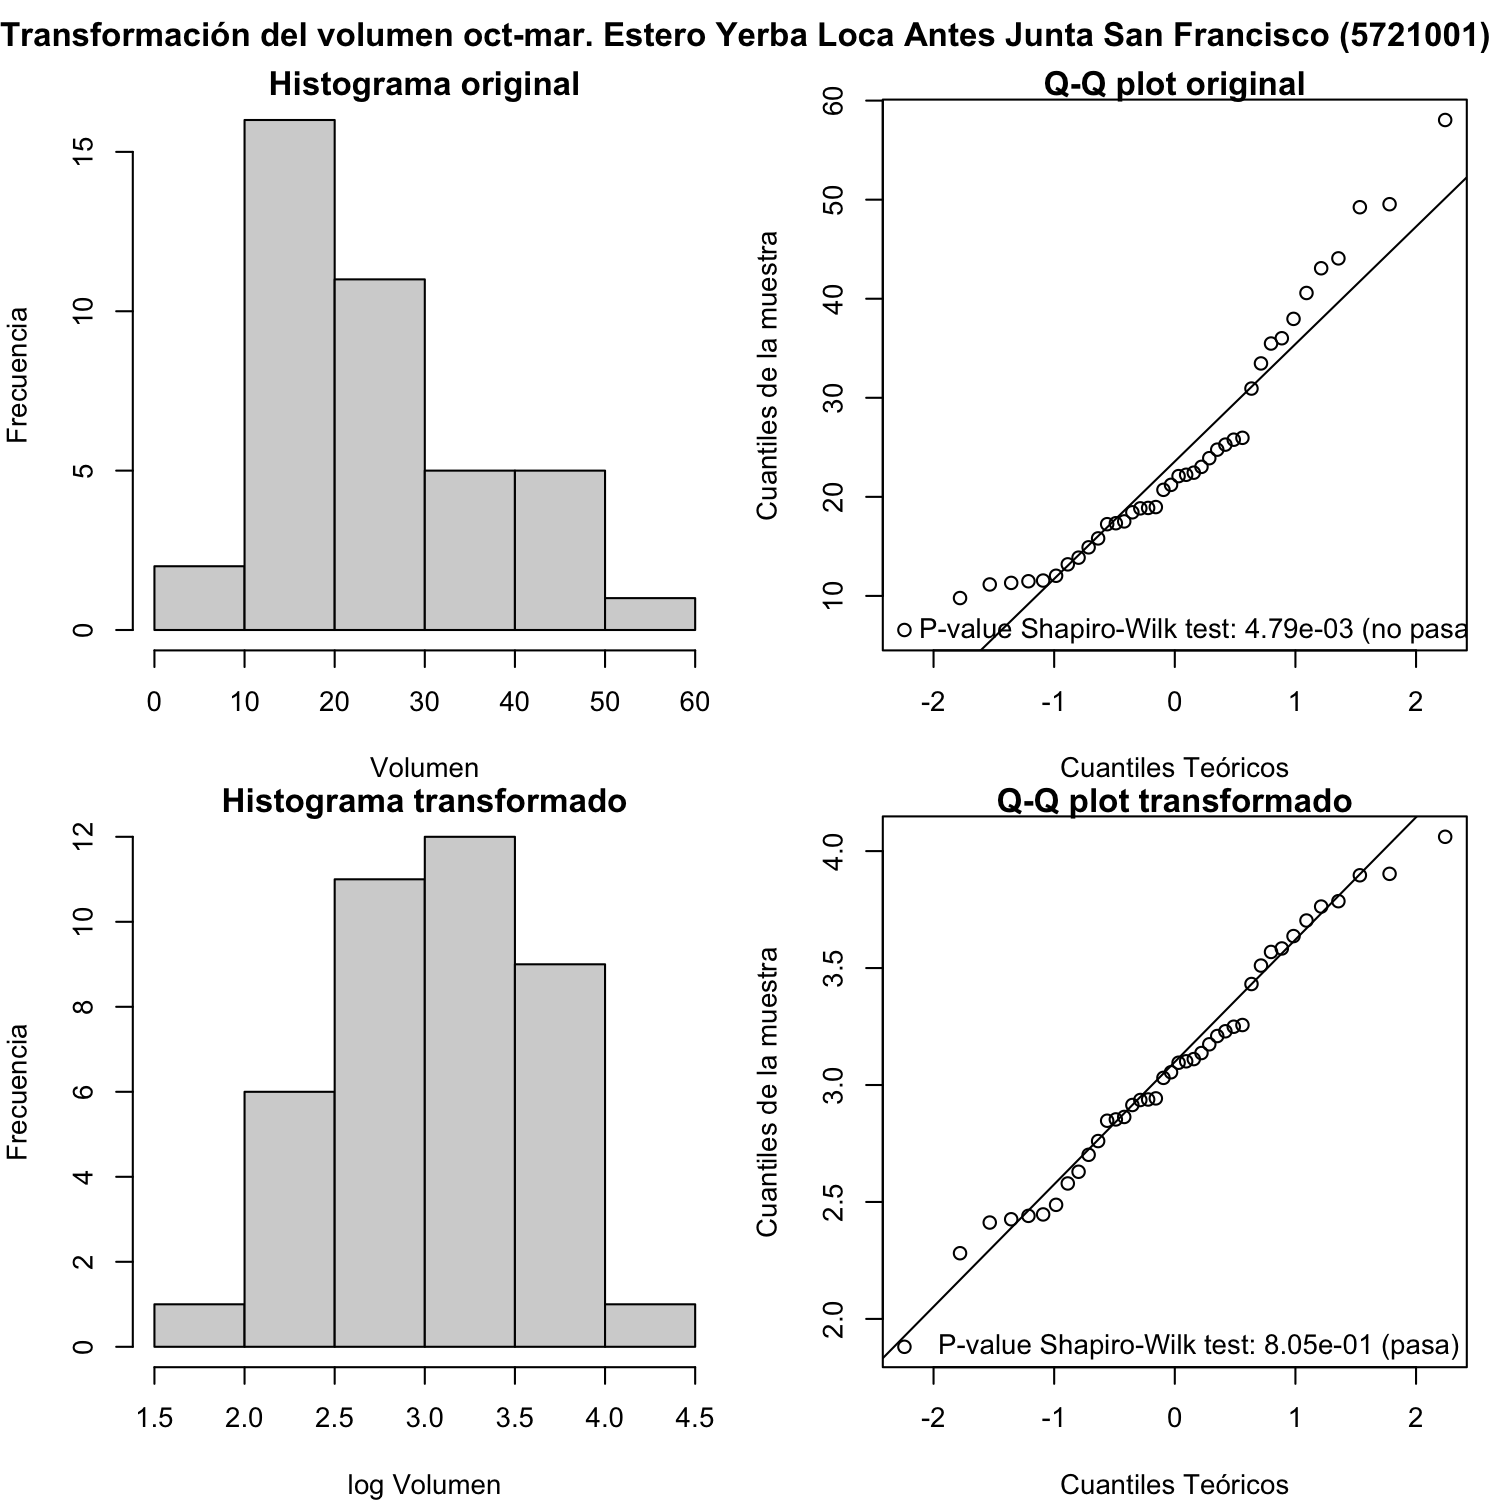 Transformación del volumen oct-mar. Estero Yerba Loca Antes Junta San Francisco (5721001)
Histograma original
Frecuencia
0
5
10
15
0 10 20 30 40 50 60
Volumen
Q-Q plot original
Cuantiles de la muestra
10
20
30
40
50
60
P-value Shapiro-Wilk test: 4.79e-03 (no pasa
-2 -1 0 1 2
Cuantiles Teóricos
Histograma transformado
Frecuencia
0
2
4
6
8
10
12
1.5 2.0 2.5 3.0 3.5 4.0 4.5
log Volumen
Q-Q plot transformado
Cuantiles de la muestra
2.0
2.5
3.0
3.5
4.0
P-value Shapiro-Wilk test: 8.05e-01 (pasa)
-2 -1 0 1 2
Cuantiles Teóricos